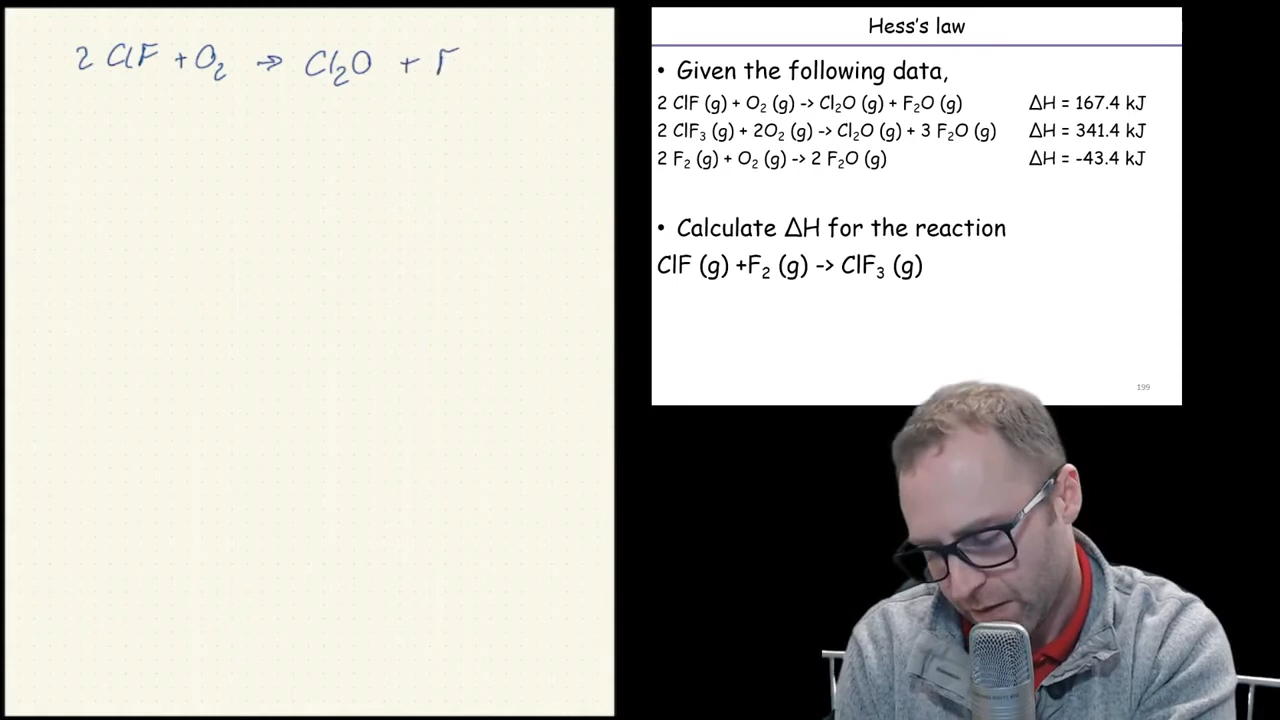 2 ClF + O₂ → Cl₂O + F
Hess's law
• Given the following data,
2 ClF (g) + O₂ (g) -> Cl₂O (g) + F₂O (g) ΔH = 167.4 kJ
2 ClF₃ (g) + 2O₂ (g) -> Cl₂O (g) + 3 F₂O (g) ΔH = 341.4 kJ
2 F₂ (g) + O₂ (g) -> 2 F₂O (g) ΔH = -43.4 kJ
• Calculate ΔH for the reaction
ClF (g) +F₂ (g) -> ClF₃ (g)
199